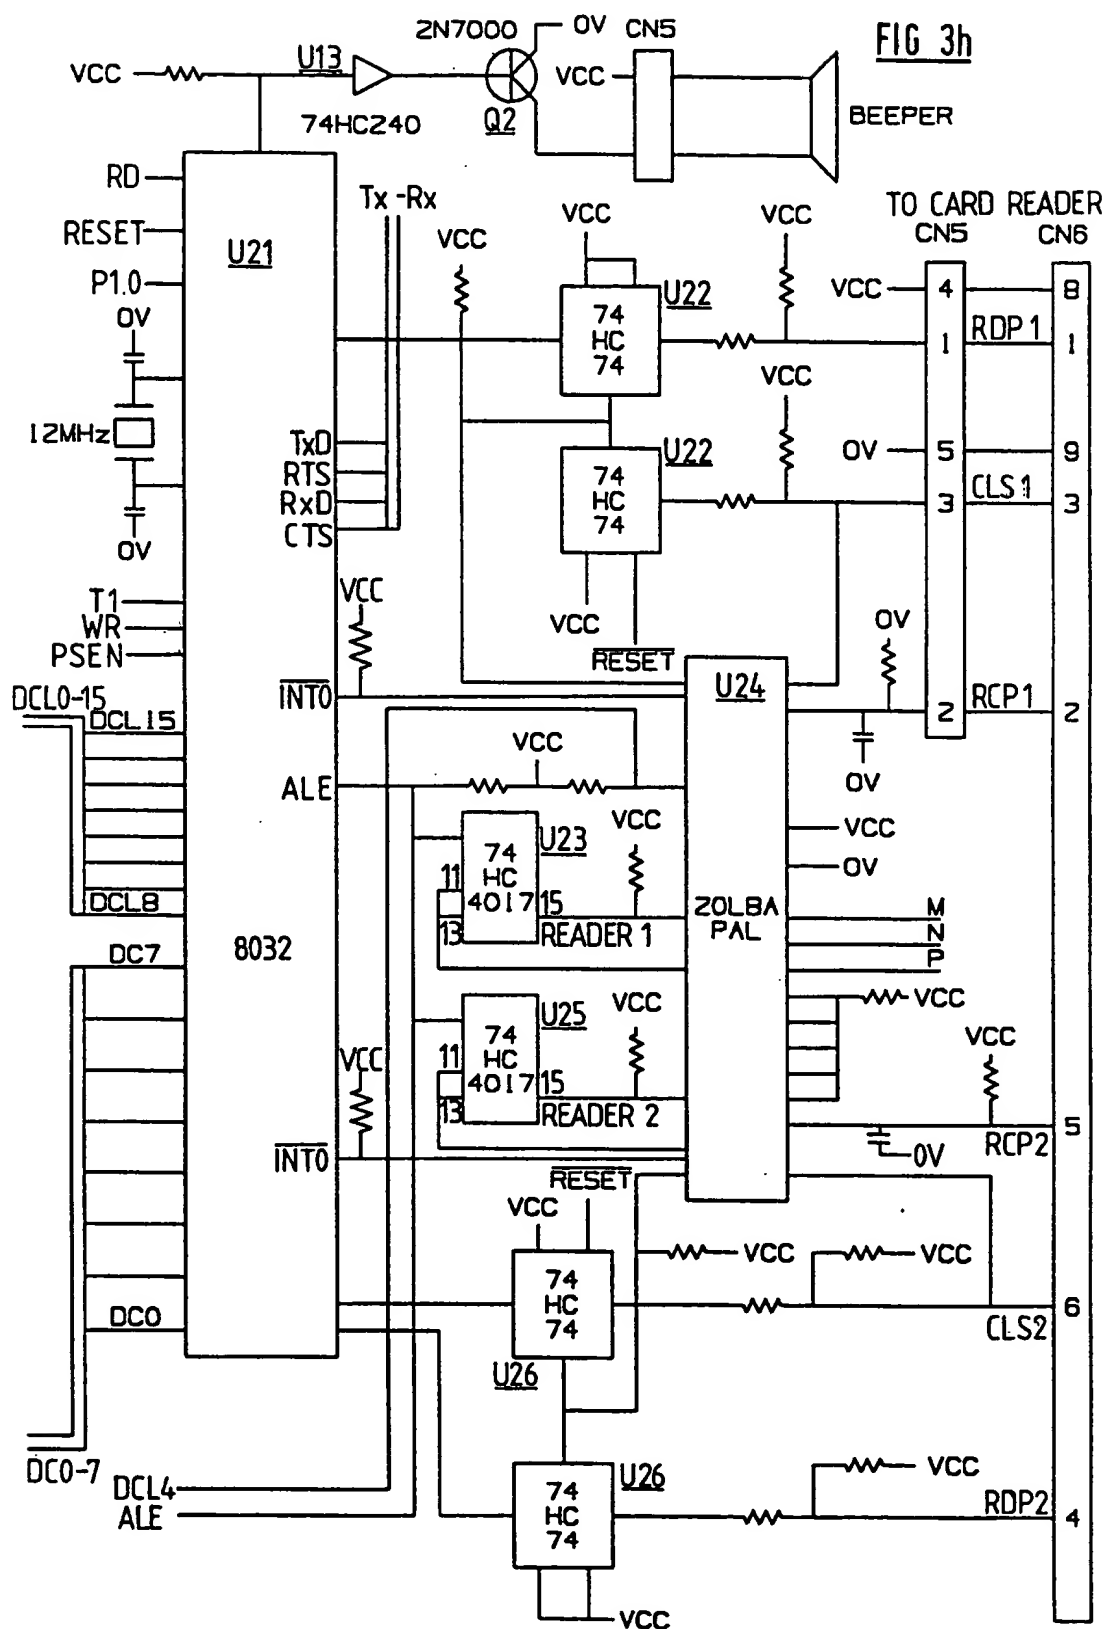 FIG 3h
2N7000
0V
CN5
U13
VCC
VCC
74HC240
Q2
BEEPER
RD
Tx-Rx
RESET
U21
P1.0
0V
12MHz
0V
TxD
RTS
RxD
CTS
VCC
VCC
VCC
U22
74
HC
74
TO CARD READER
CN5
CN6
VCC
4
8
RDP1
1
1
VCC
U22
74
HC
74
0V
5
9
CLS1
3
3
VCC
RESET
T1
WR
PSEN
VCC
INT0
U24
0V
2
RCP1
2
0V
DCL0-15
DCL15
ALE
VCC
VCC
U23
74
HC
4017
11
13
15
READER 1
VCC
0V
DCL8
20L8A
PAL
M
N
P
DC7
8032
U25
74
HC
4017
11
13
15
READER 2
VCC
VCC
VCC
VCC
INT0
5
RCP2
0V
RESET
VCC
VCC
VCC
74
HC
74
U26
6
CLS2
DC0
DC0-7
DCL4
ALE
74
HC
74
U26
VCC
RDP2
4
VCC